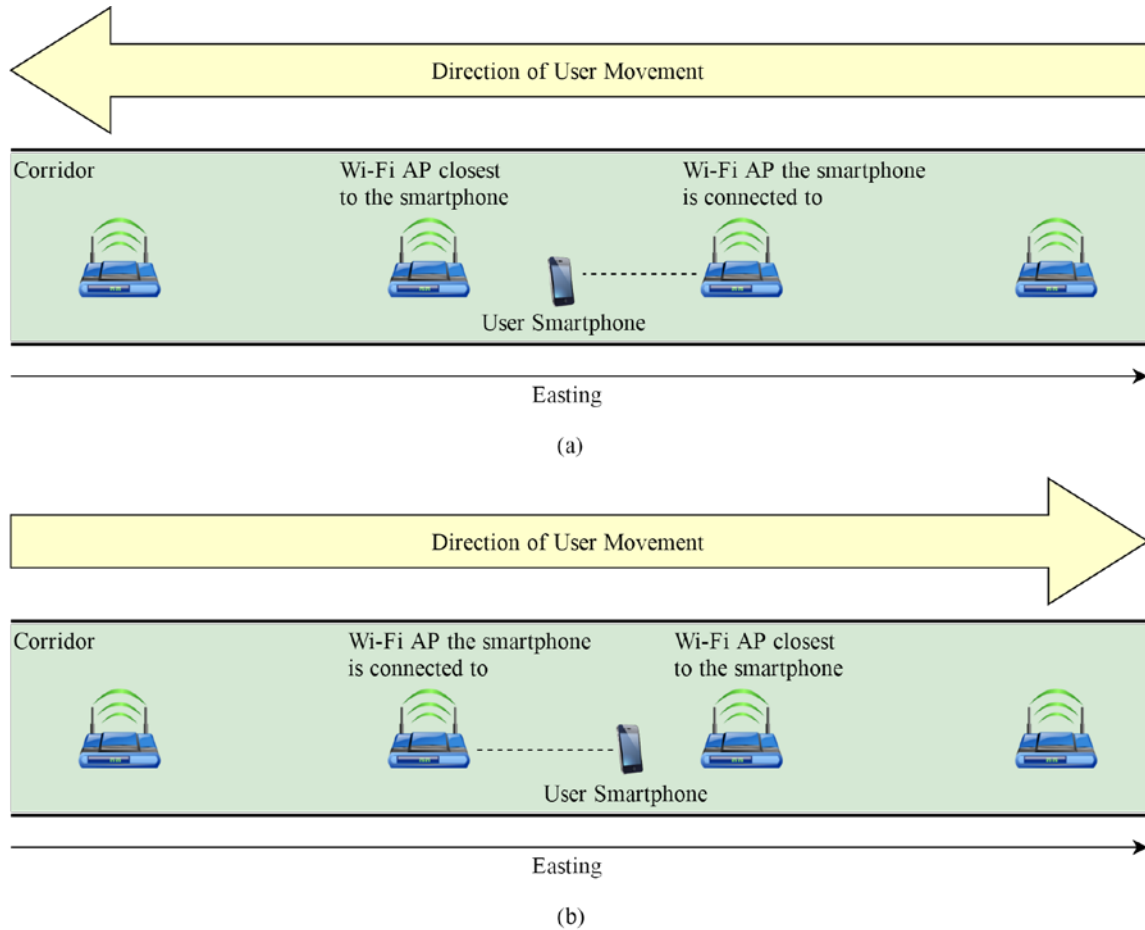 Direction of User Movement
Corridor
Wi-Fi AP closest
to the smartphone
Wi-Fi AP the smartphone
is connected to
User Smartphone
Easting
(a)
Direction of User Movement
Corridor
Wi-Fi AP the smartphone
is connected to
Wi-Fi AP closest
to the smartphone
User Smartphone
Easting
(b)